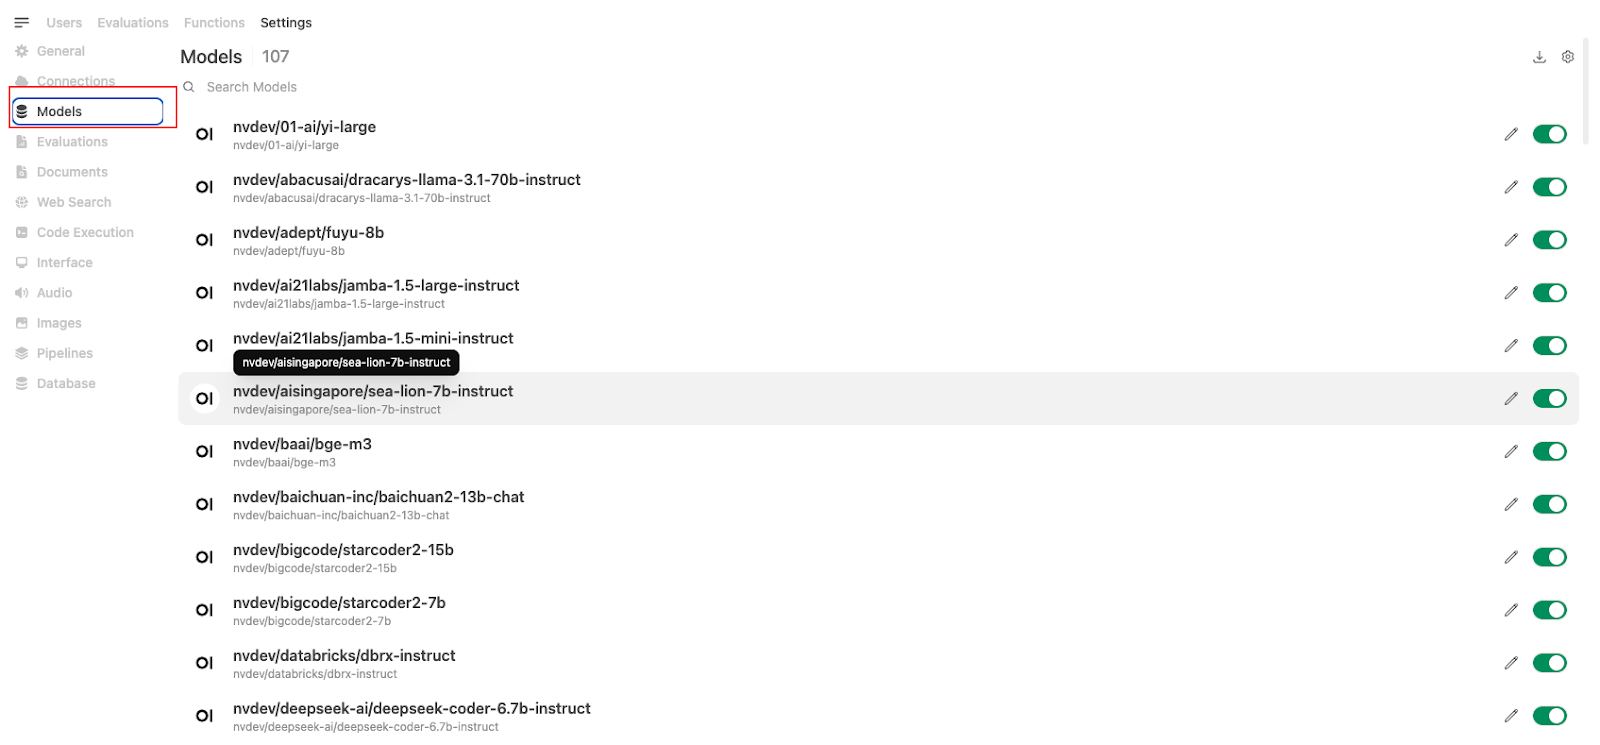 Users Evaluations Functions Settings
General
Connections
Models
Evaluations
Documents
Web Search
Code Execution
Interface
Audio
Images
Pipelines
Database
Models 107
Search Models
OI nvdev/01-ai/yi-large
nvdev/01-ai/yi-large
OI nvdev/abacusai/dracarys-llama-3.1-70b-instruct
nvdev/abacusai/dracarys-llama-3.1-70b-instruct
OI nvdev/adept/fuyu-8b
nvdev/adept/fuyu-8b
OI nvdev/ai21labs/jamba-1.5-large-instruct
nvdev/ai21labs/jamba-1.5-large-instruct
OI nvdev/ai21labs/jamba-1.5-mini-instruct
nvdev/aisingapore/sea-lion-7b-instruct
OI nvdev/aisingapore/sea-lion-7b-instruct
nvdev/aisingapore/sea-lion-7b-instruct
OI nvdev/baai/bge-m3
nvdev/baai/bge-m3
OI nvdev/baichuan-inc/baichuan2-13b-chat
nvdev/baichuan-inc/baichuan2-13b-chat
OI nvdev/bigcode/starcoder2-15b
nvdev/bigcode/starcoder2-15b
OI nvdev/bigcode/starcoder2-7b
nvdev/bigcode/starcoder2-7b
OI nvdev/databricks/dbrx-instruct
nvdev/databricks/dbrx-instruct
OI nvdev/deepseek-ai/deepseek-coder-6.7b-instruct
nvdev/deepseek-ai/deepseek-coder-6.7b-instruct